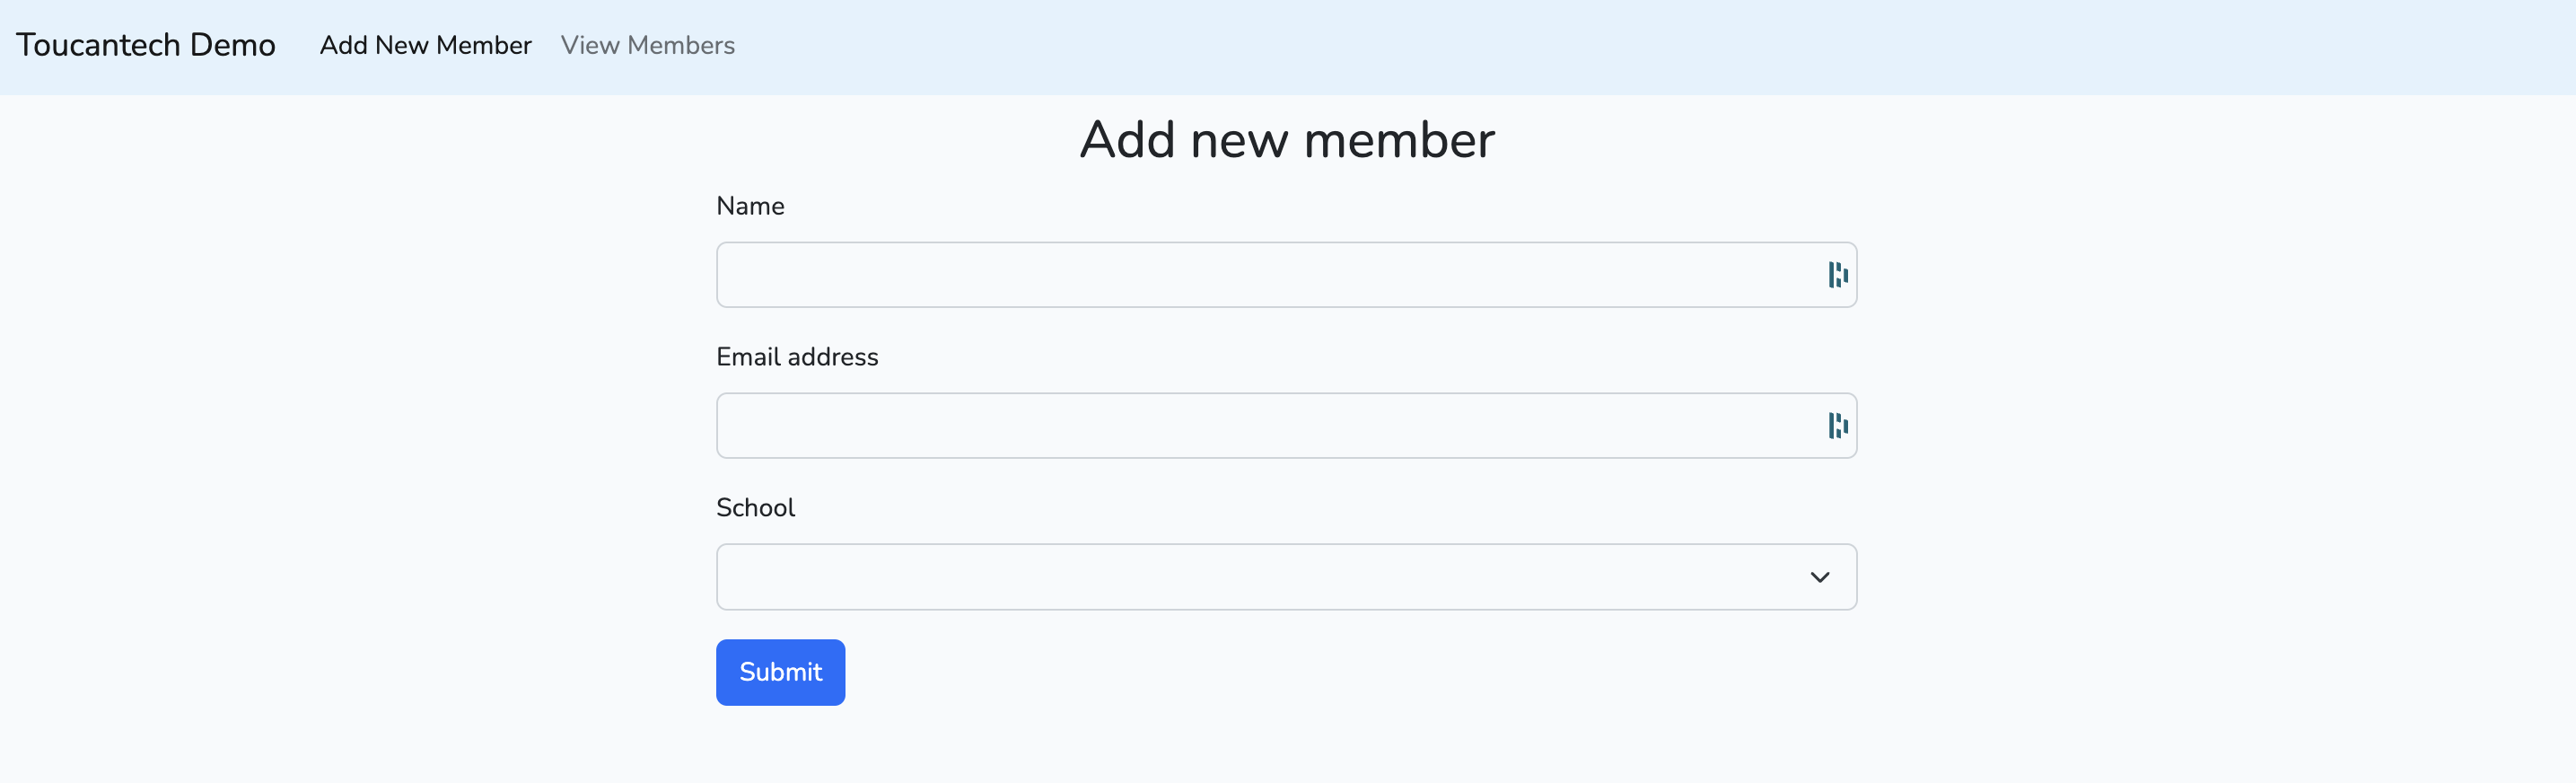 Toucantech Demo Add New Member View Members
Add new member
Name
Email address
School
Submit